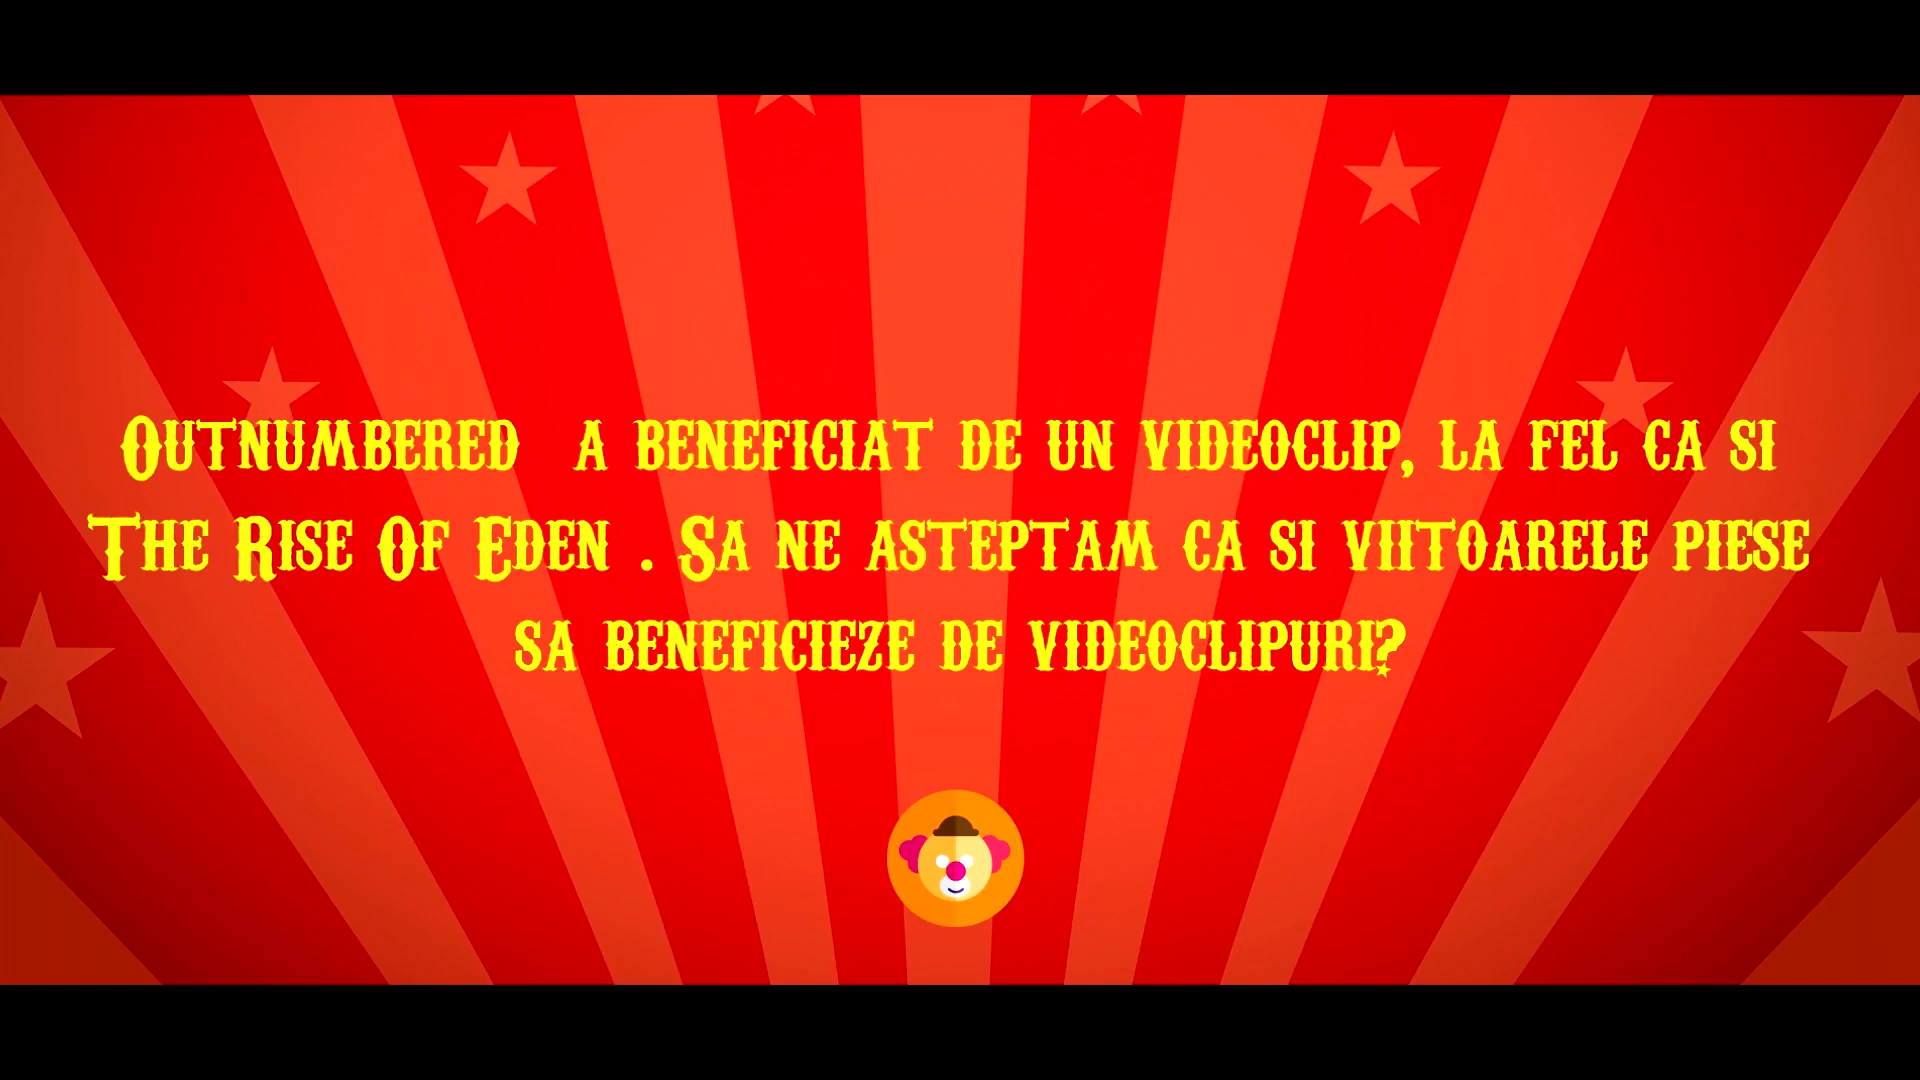 Outnumbered a beneficiat de un videoclip, la fel ca si
The Rise Of Eden . Sa ne asteptam ca si viitoarele piese
sa beneficieze de videoclipuri?